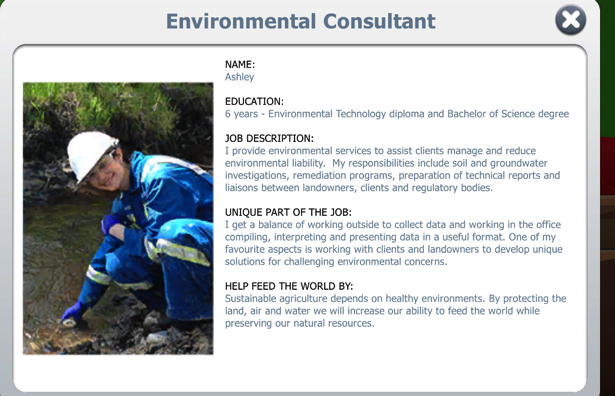 Environmental Consultant
NAME:
Ashley
EDUCATION:
6 years - Environmental Technology diploma and Bachelor of Science degree
JOB DESCRIPTION:
I provide environmental services to assist clients manage and reduce
environmental liability.  My responsibilities include soil and groundwater
investigations, remediation programs, preparation of technical reports and
liaisons between landowners, clients and regulatory bodies.
UNIQUE PART OF THE JOB:
I get a balance of working outside to collect data and working in the office
compiling, interpreting and presenting data in a useful format. One of my
favourite aspects is working with clients and landowners to develop unique
solutions for challenging environmental concerns.
HELP FEED THE WORLD BY:
Sustainable agriculture depends on healthy environments. By protecting the
land, air and water we will increase our ability to feed the world while
preserving our natural resources.